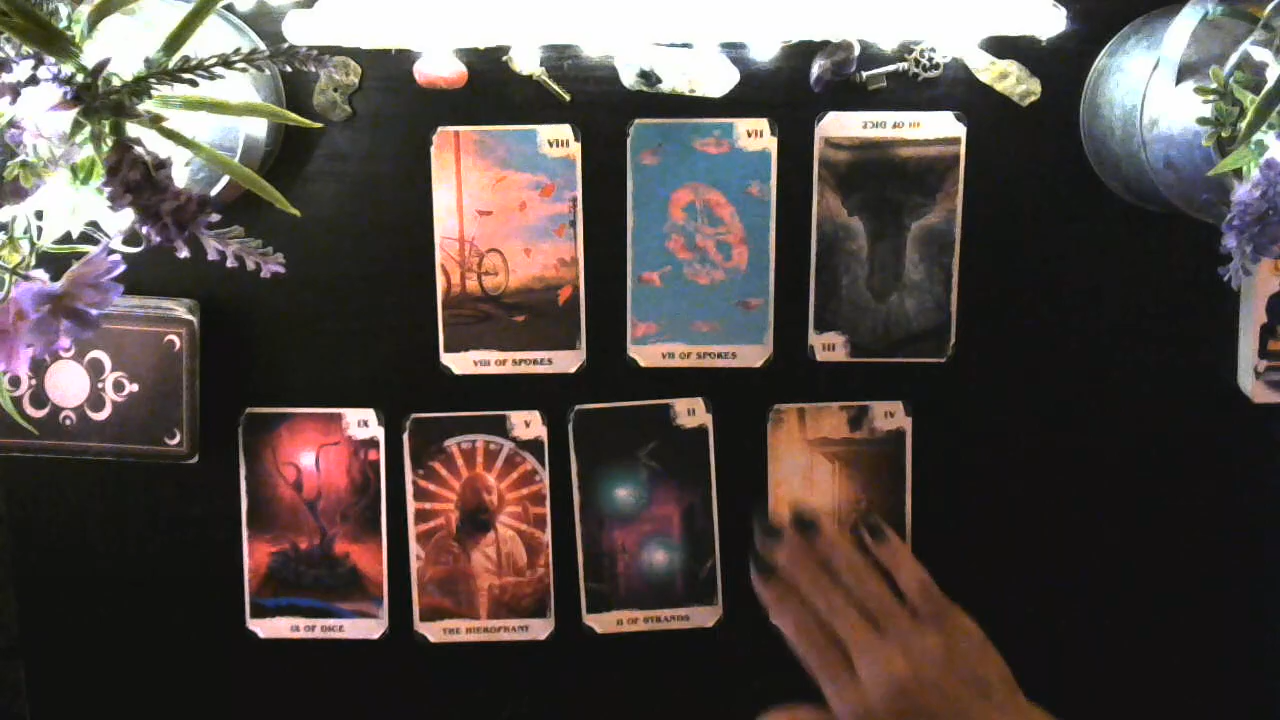 VIII
VIII OF SPOKES
VII
VII OF SPOKES
III OF DICE
III
IX
IX OF DICE
V
THE HIEROPHANT
II
II OF STRANDS
IV